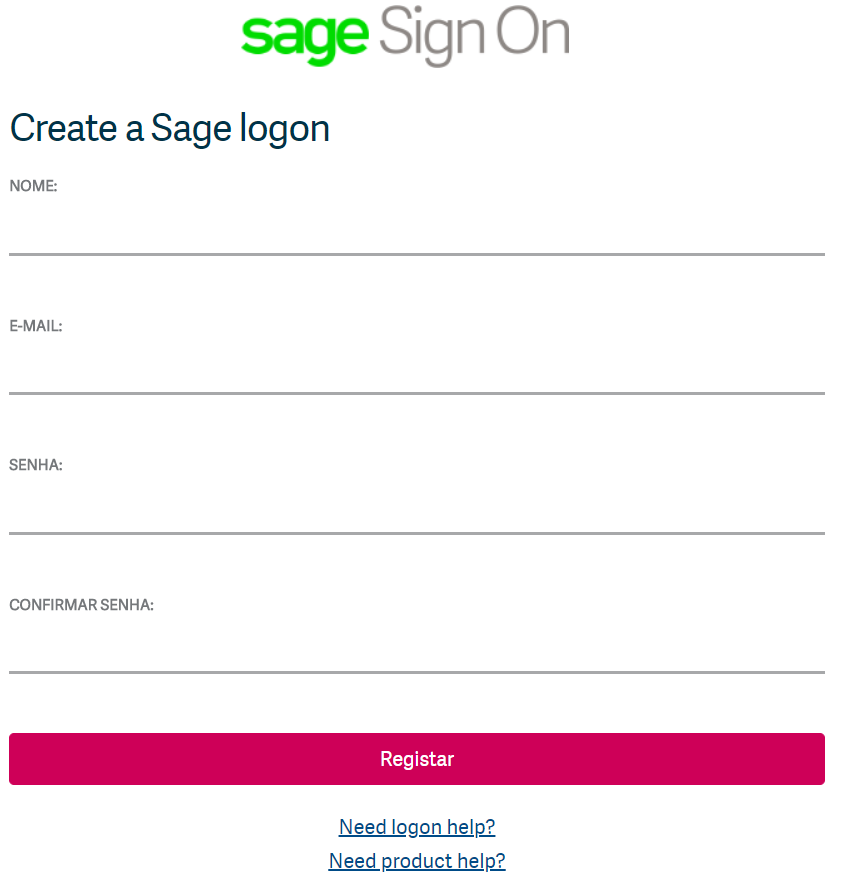 sage Sign On
Create a Sage logon
NOME:
E-MAIL:
SENHA:
CONFIRMAR SENHA:
Registar
Need logon help?
Need product help?